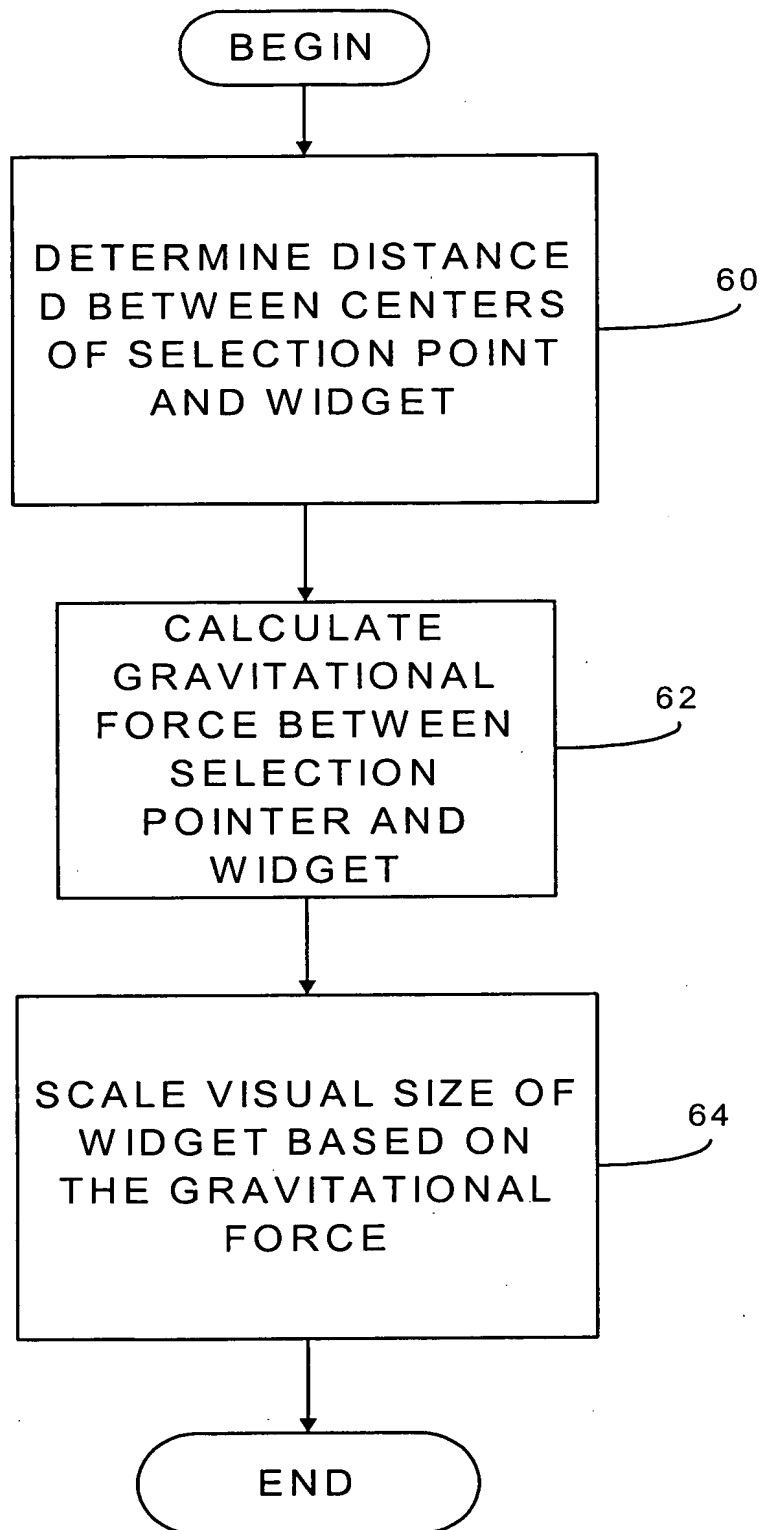 BEGIN
DETERMINE DISTANCE
D BETWEEN CENTERS
OF SELECTION POINT
AND WIDGET
60
CALCULATE
GRAVITATIONAL
FORCE BETWEEN
SELECTION
POINTER AND
WIDGET
62
SCALE VISUAL SIZE OF
WIDGET BASED ON
THE GRAVITATIONAL
FORCE
64
END